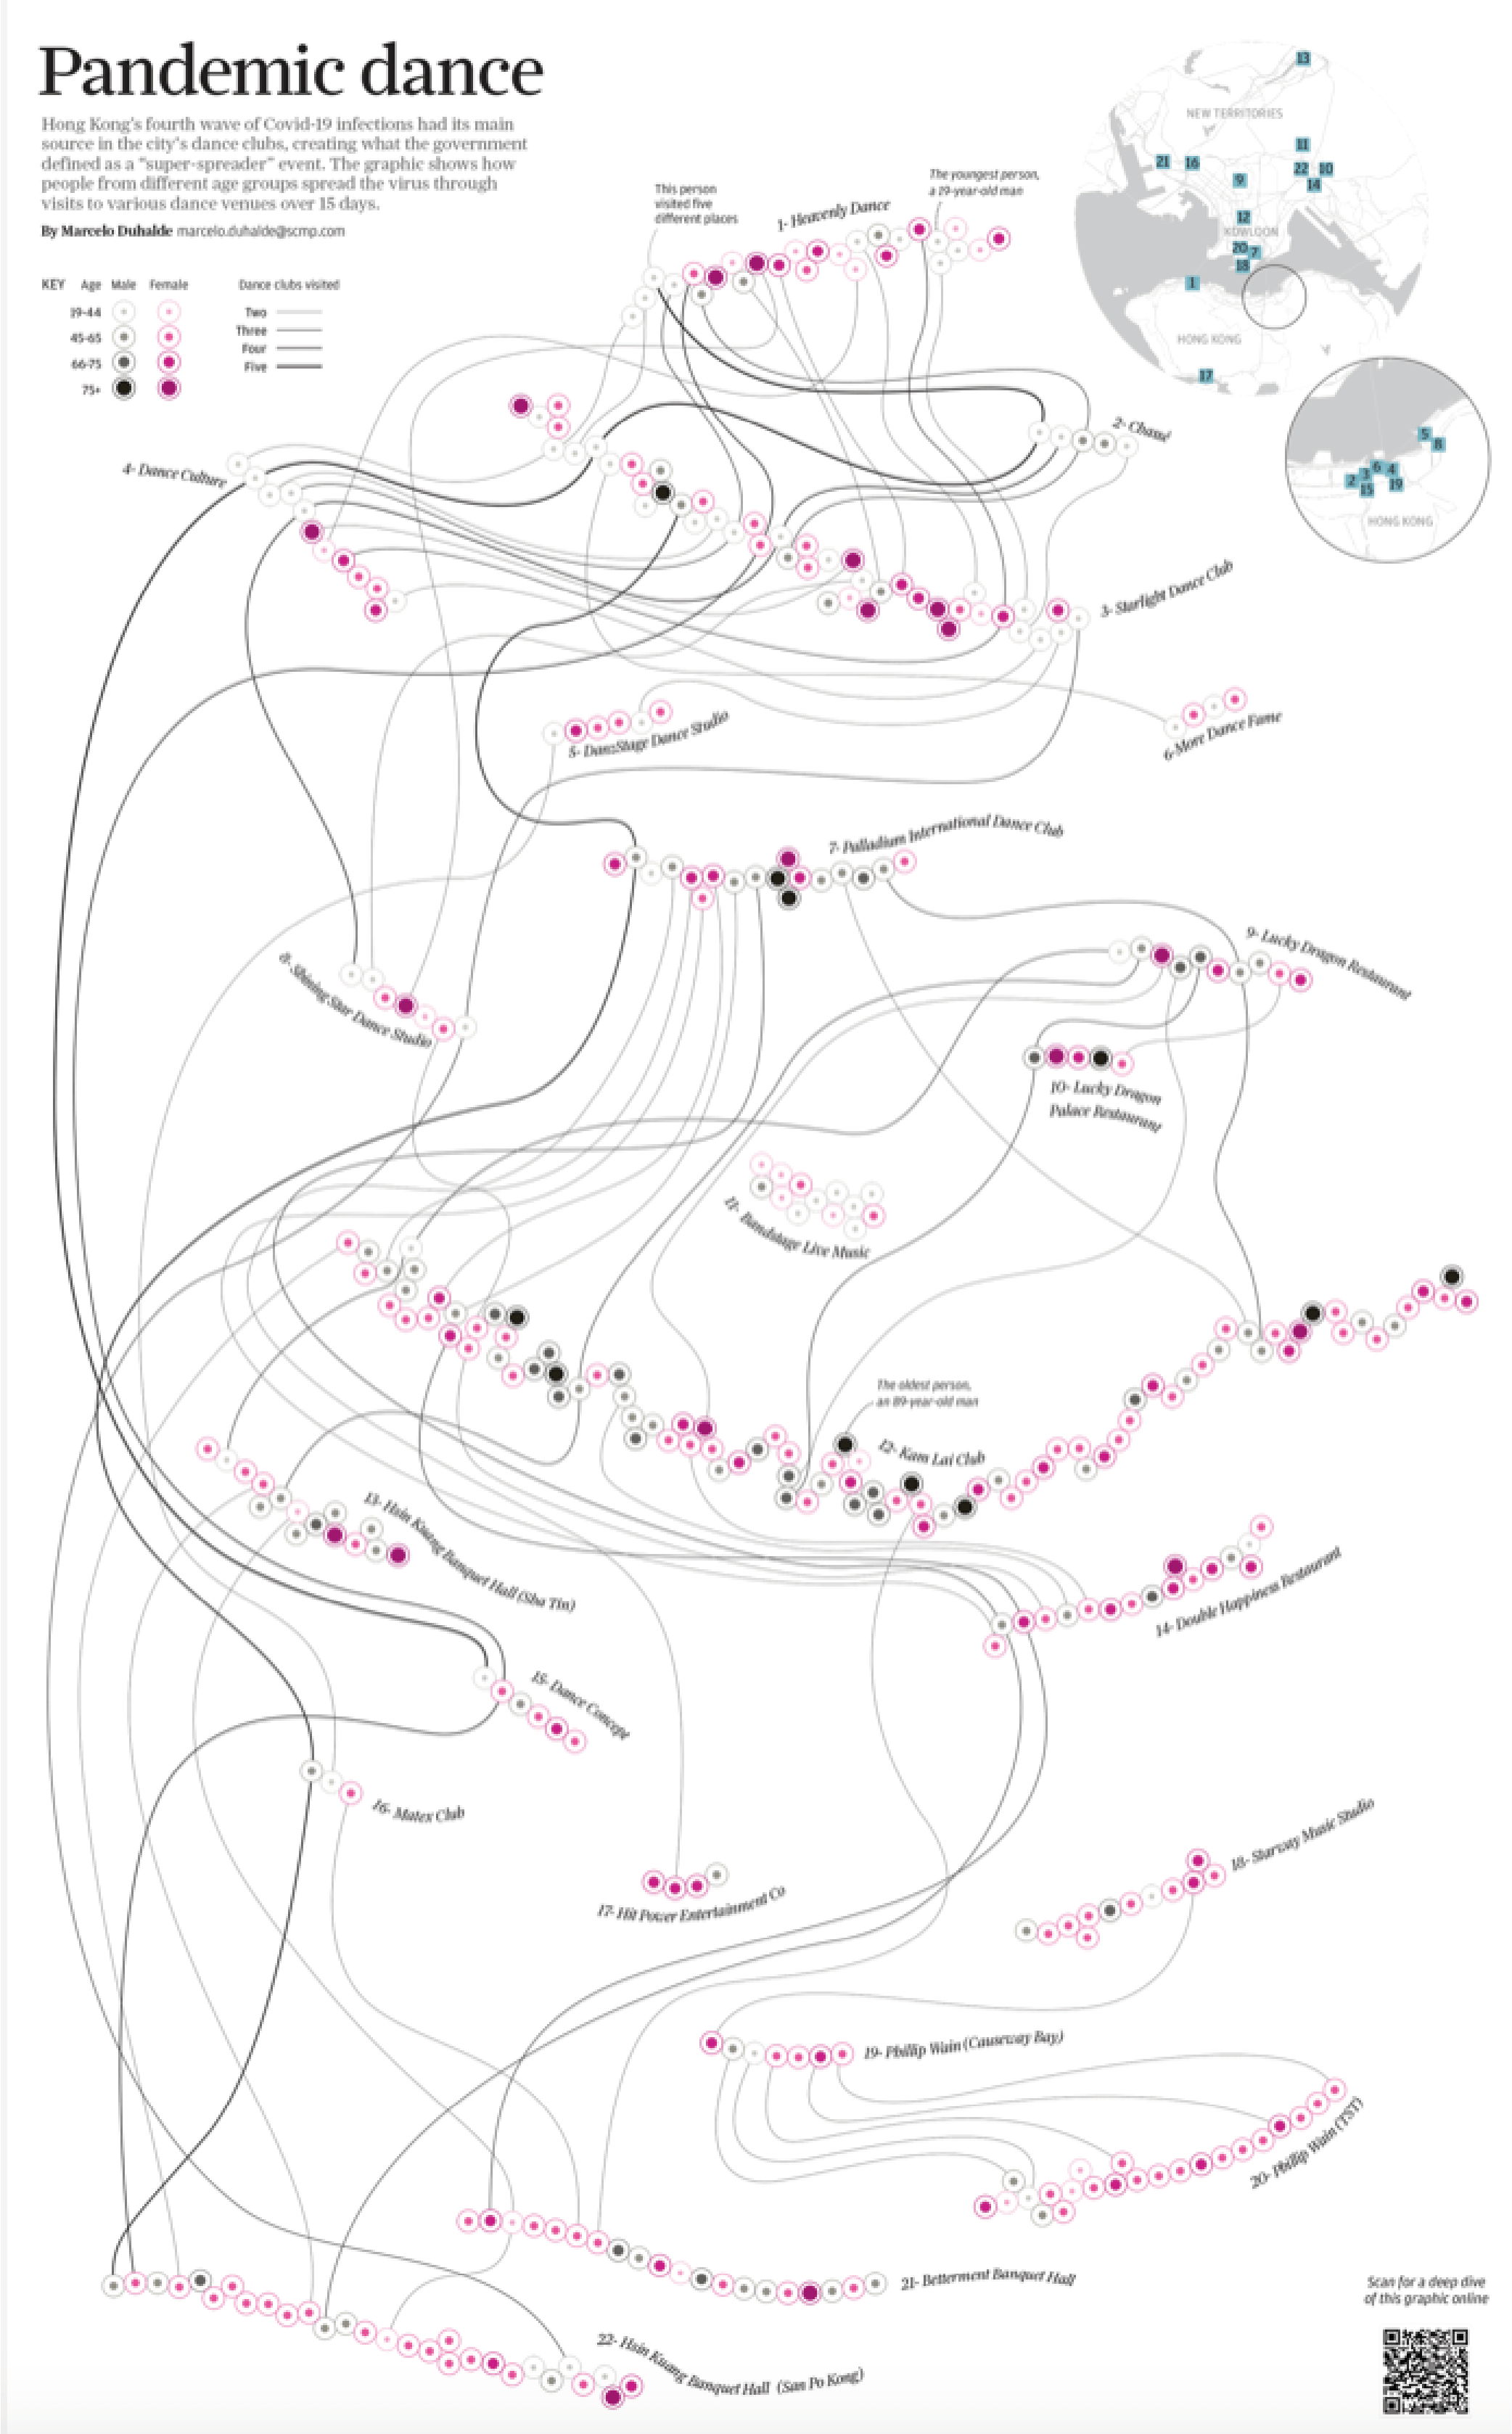 Pandemic dance
Hong Kong's fourth wave of Covid-19 infections had its main
source in the city's dance clubs, creating what the government
defined as a "super-spreader" event. The graphic shows how
people from different age groups spread the virus through
visits to various dance venues over 15 days.
By Marcelo Duhalde marcelo.duhalde@scmp.com
KEY Age Male Female Dance clubs visited
19-44
45-65
66-75
75+
Two
Three
Four
Five
This person
visited five
different places
1- Heavenly Dance
The youngest person,
a 19-year-old man
13
NEW TERRITORIES
11
21 16
22 10
9
14
12
KOWLOON
20 7
18
1
HONG KONG
17
5
8
6 4
2 3
15 19
HONG KONG
2- Chassé
4- Dance Culture
3- Starlight Dance Club
5- DanzStage Dance Studio
6-More Dance Fame
7- Palladium International Dance Club
8- Shining Star Dance Studio
9- Lucky Dragon Restaurant
10- Lucky Dragon
Palace Restaurant
11- Bandstage Live Music
The oldest person,
an 89-year-old man
12- Kam Lai Club
13- Hsin Kuang Banquet Hall (Sha Tin)
14- Double Happiness Restaurant
15- Dance Concept
16- Matex Club
17- Hit Power Entertainment Co
18- Starway Music Studio
19- Phillip Wain (Causeway Bay)
20- Phillip Wain (TST)
21- Betterment Banquet Hall
22- Hsin Kuang Banquet Hall (San Po Kong)
Scan for a deep dive
of this graphic online